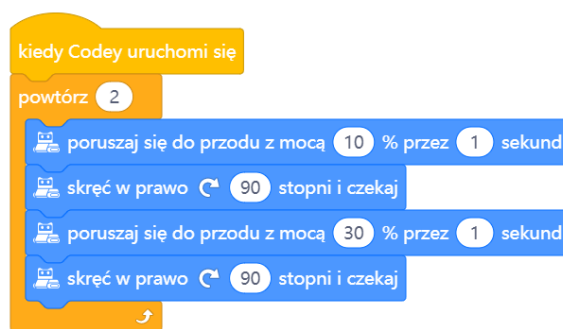 kiedy Codey uruchomi się
powtórz 2
poruszaj się do przodu z mocą 10 % przez 1 sekund
skręć w prawo 90 stopni i czekaj
poruszaj się do przodu z mocą 30 % przez 1 sekund
skręć w prawo 90 stopni i czekaj